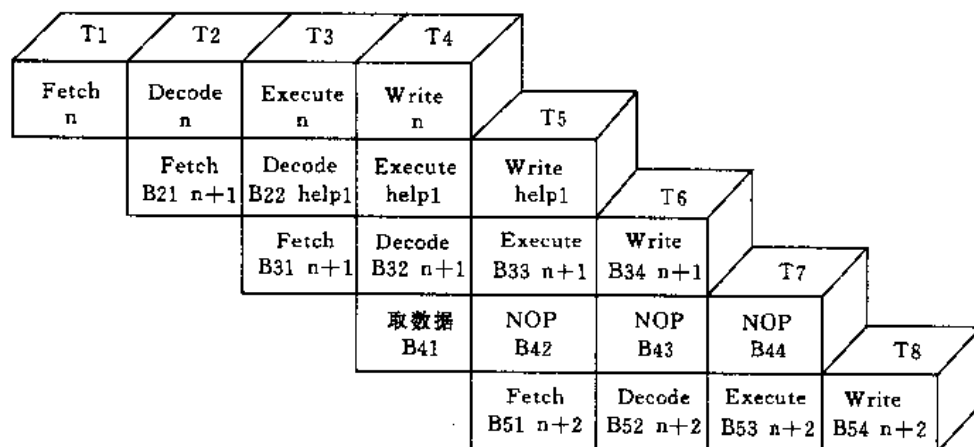 T1 T2 T3 T4
Fetch Decode Execute Write
n n n n
T5
Fetch Decode Execute Write
B21 n+1 B22 help1 help1 help1
T6
Fetch Decode Execute Write
B31 n+1 B32 n+1 B33 n+1 B34 n+1
T7
取数据 NOP NOP NOP
B41 B42 B43 B44
T8
Fetch Decode Execute Write
B51 n+2 B52 n+2 B53 n+2 B54 n+2